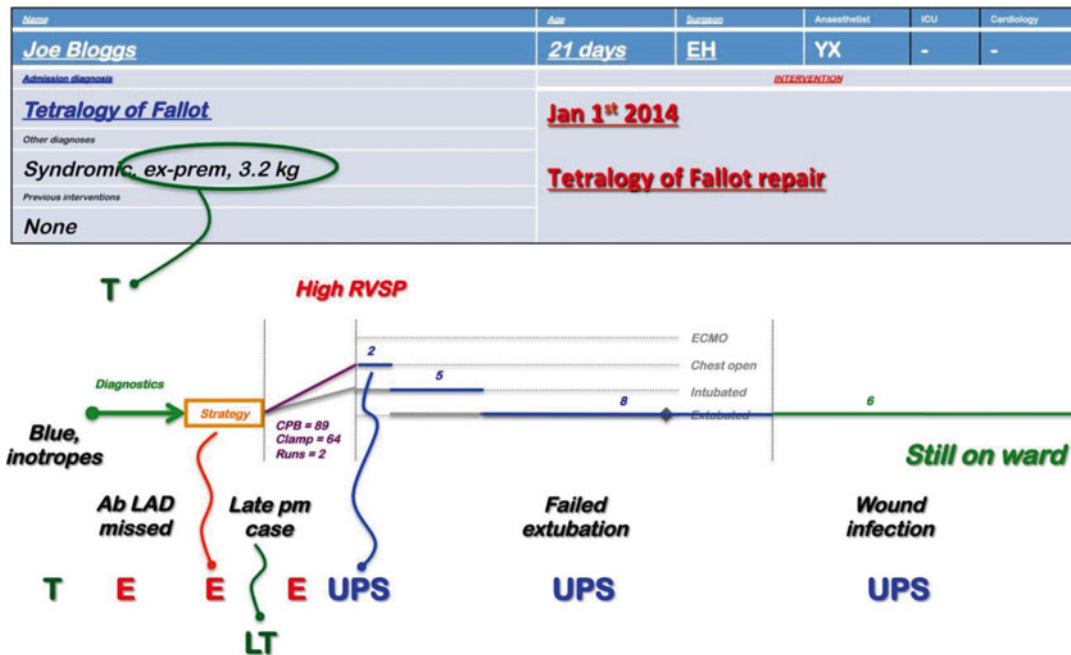 Name Age Surgeon Anaesthetist ICU Cardiology
Joe Bloggs 21 days EH YX - -
Admission diagnosis INTERVENTION
Tetralogy of Fallot
Jan 1st 2014
Other diagnoses
Syndromic, ex-prem, 3.2 kg
Tetralogy of Fallot repair
Previous interventions
None
T
High RVSP
ECMO
2
Chest open
Diagnostics
5
Intubated
Strategy
8
Extubated
6
CPB = 89
Clamp = 64
Runs = 2
Blue,
inotropes
Still on ward
Ab LAD
missed
Late pm
case
Failed
extubation
Wound
infection
T E E E UPS UPS UPS
LT